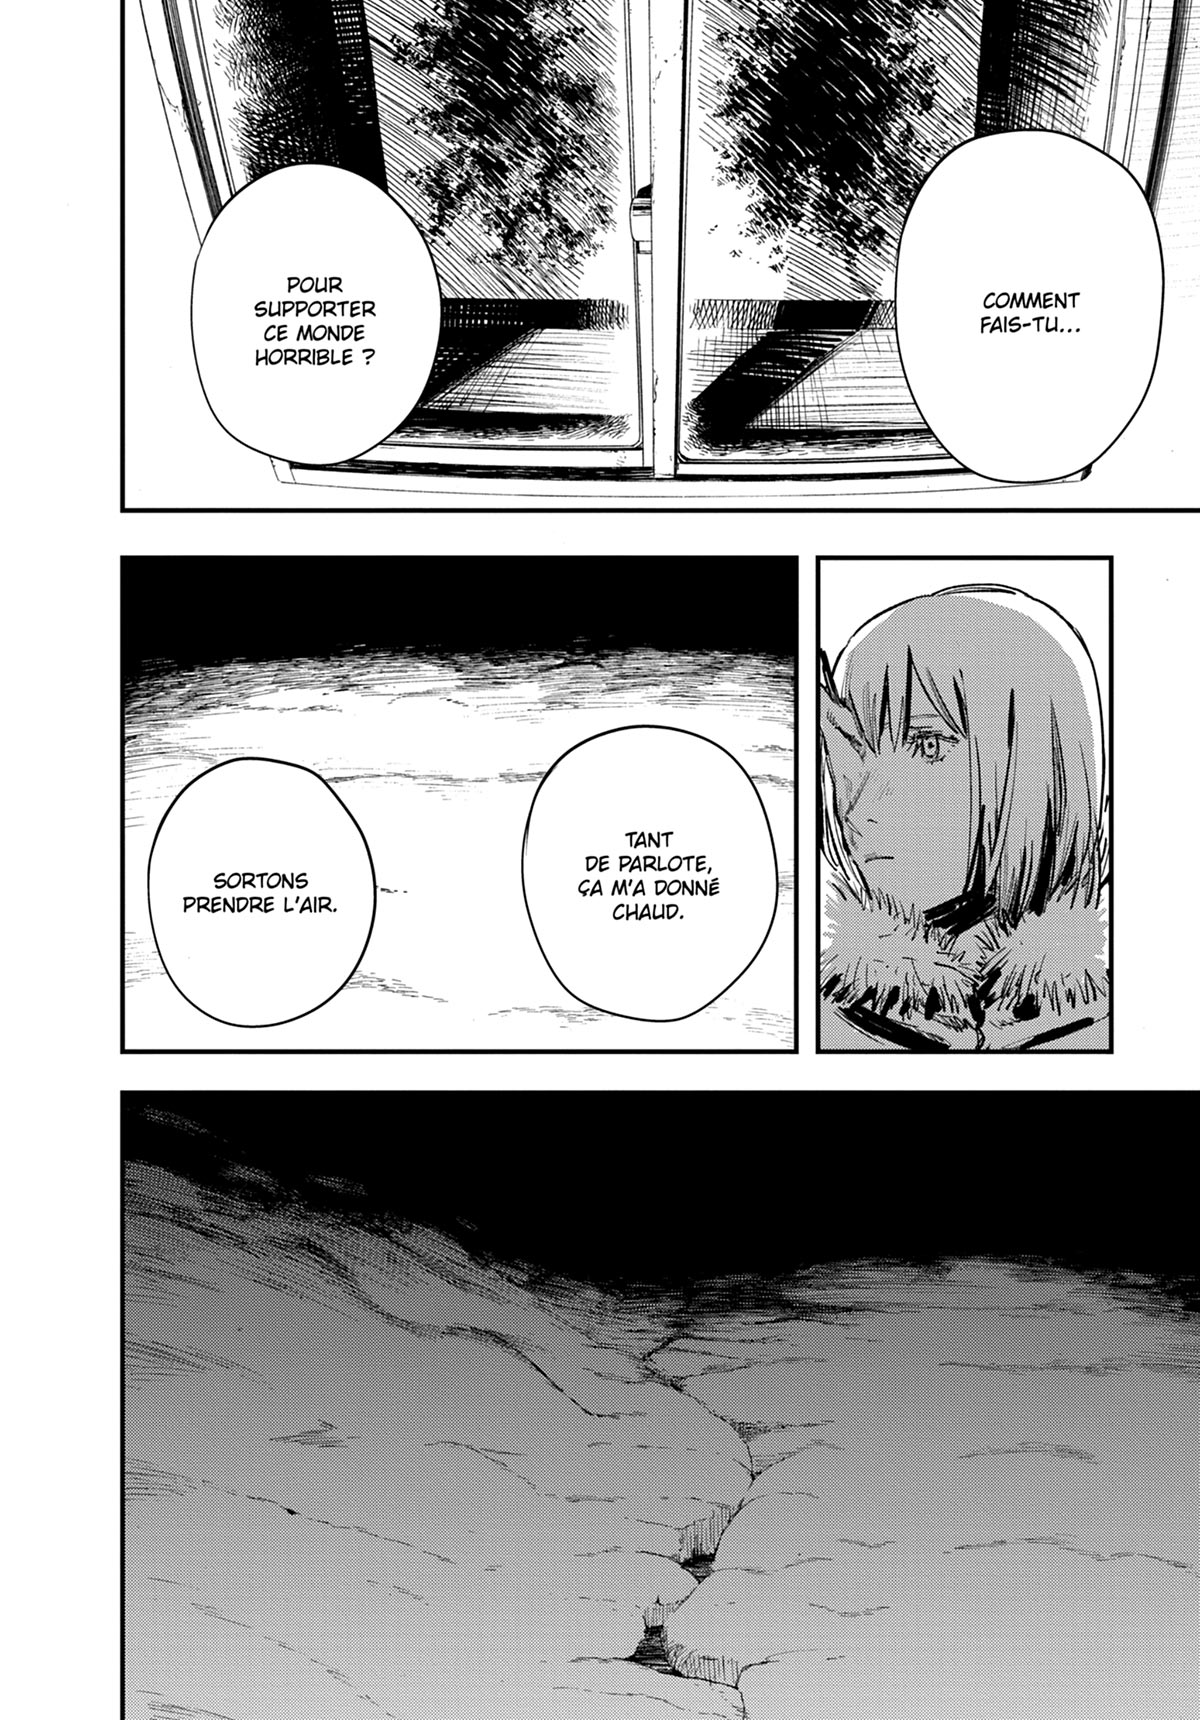 COMMENT
FAIS-TU...
POUR
SUPPORTER
CE MONDE
HORRIBLE ?
TANT
DE PARLOTE,
ÇA M'A DONNÉ
CHAUD.
SORTONS
PRENDRE L'AIR.